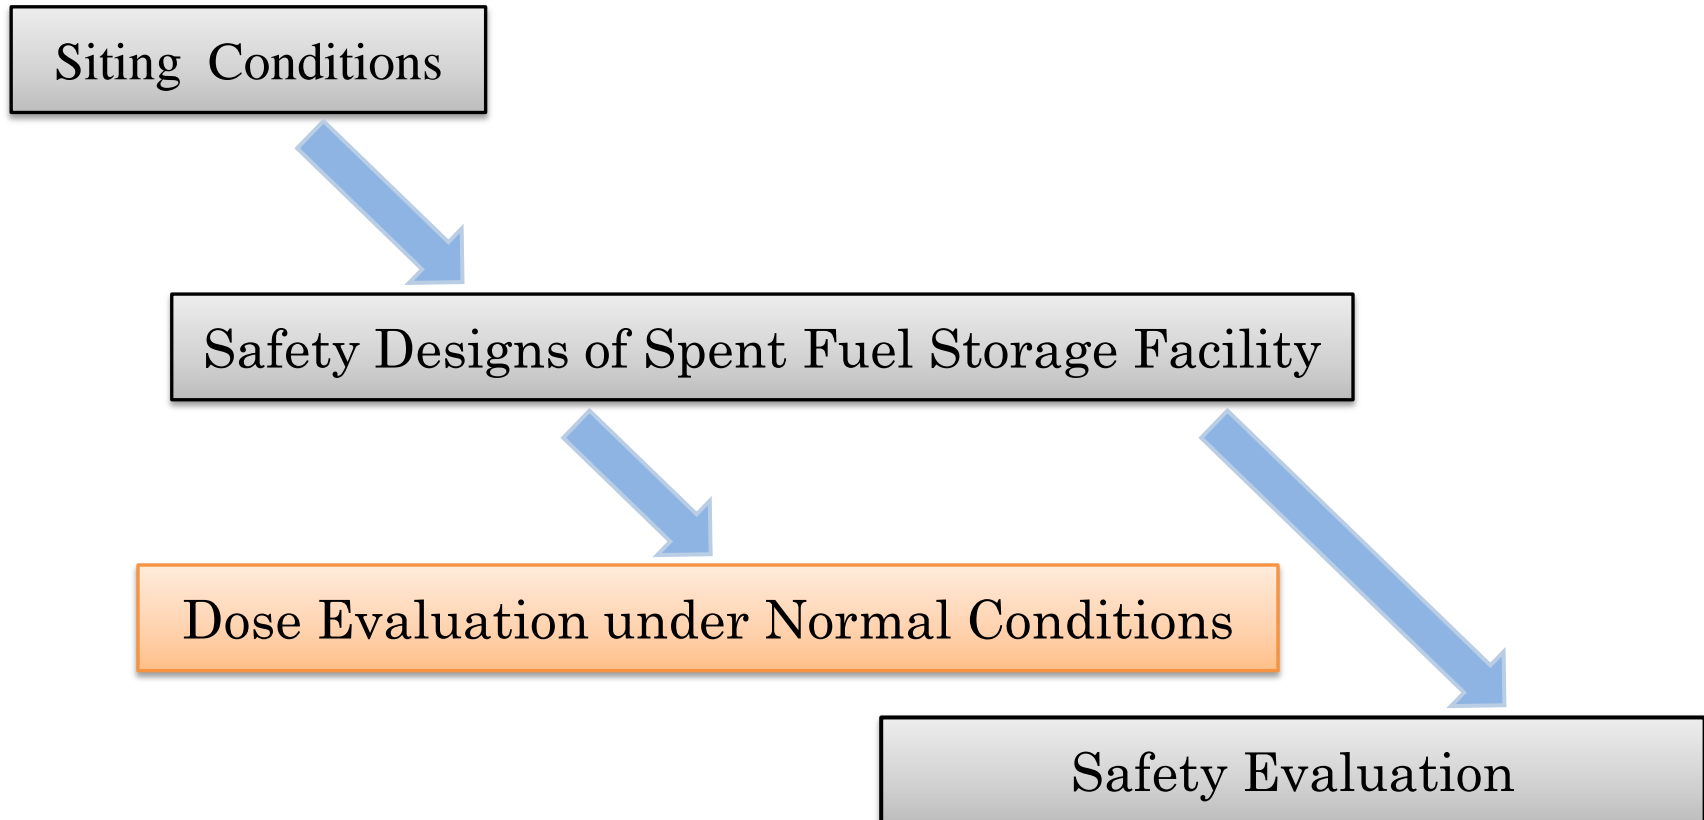 Siting Conditions
Safety Designs of Spent Fuel Storage Facility
Dose Evaluation under Normal Conditions
Safety Evaluation